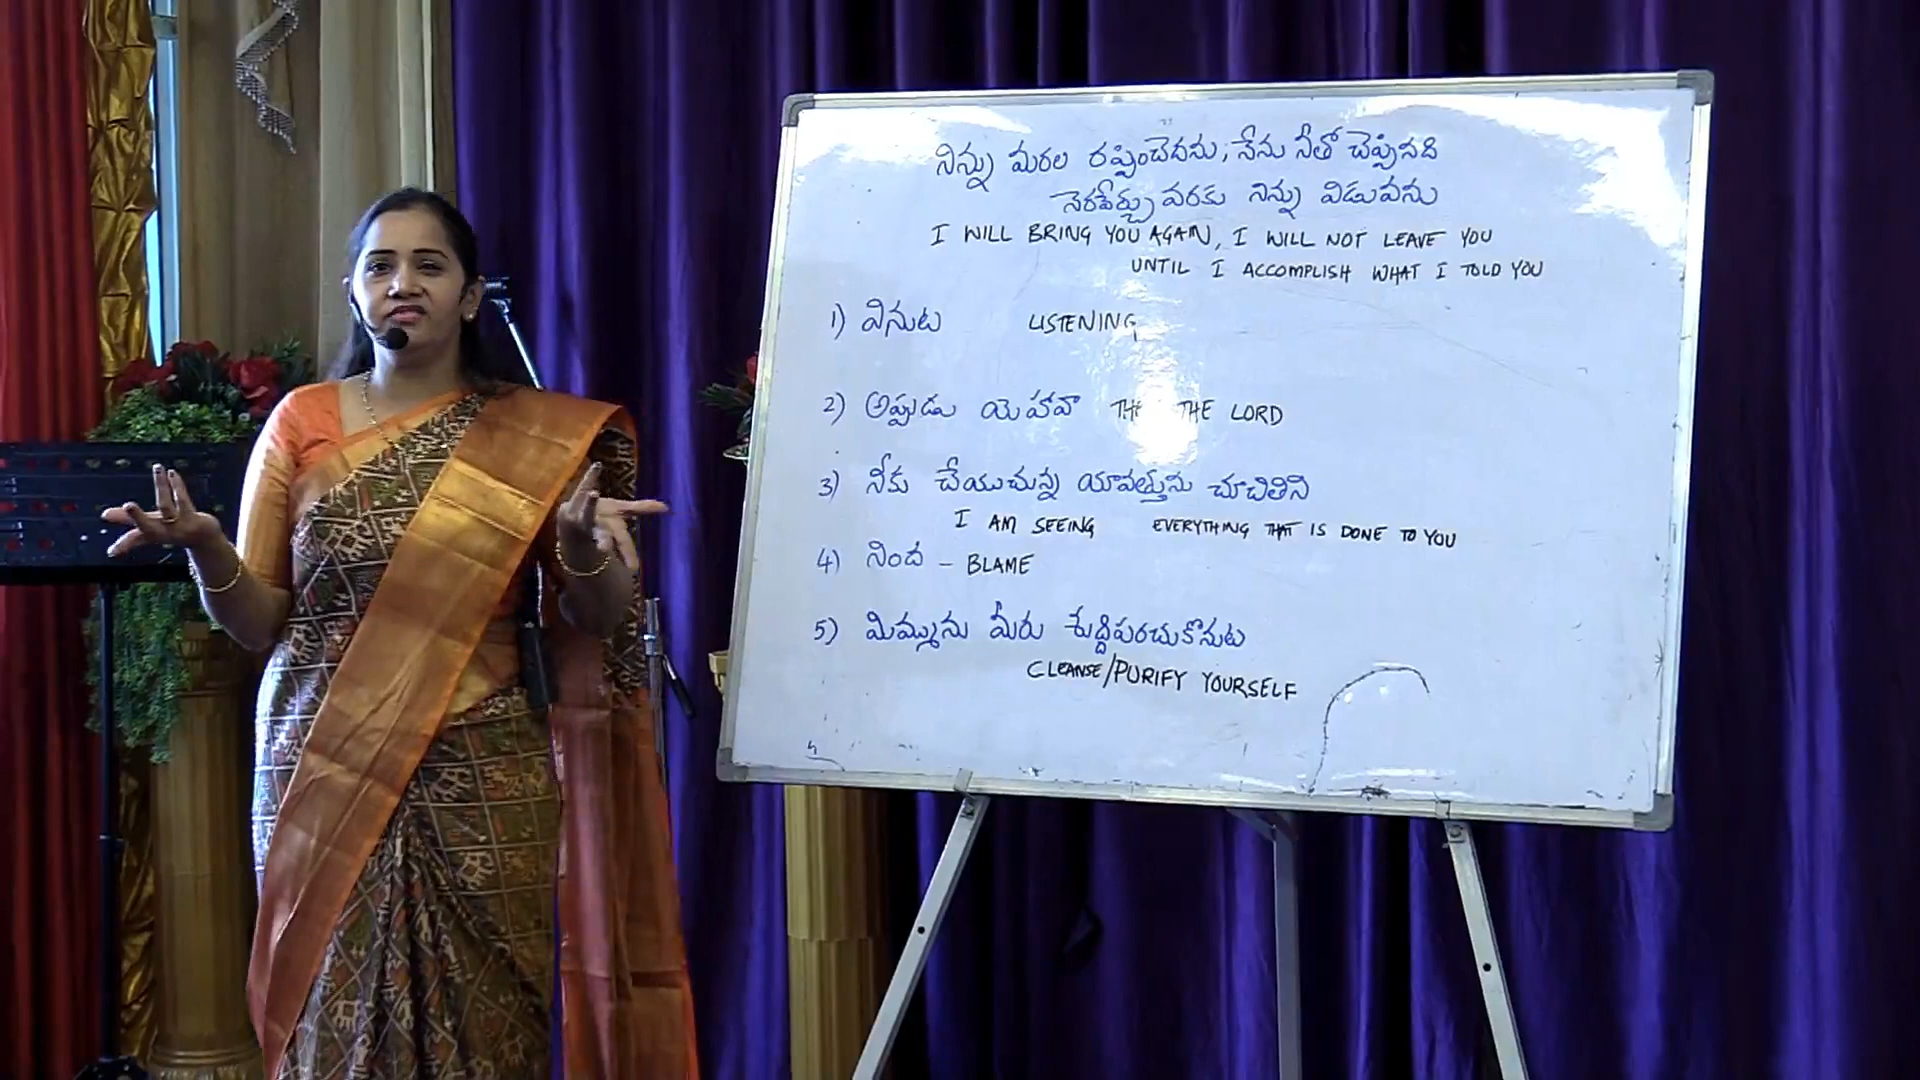 నిన్ను మరల రప్పించెదను; నేను నీతో చెప్పినది
నెరవేర్చు వరకు నిన్ను విడువను
I WILL BRING YOU AGAIN, I WILL NOT LEAVE YOU
UNTIL I ACCOMPLISH WHAT I TOLD YOU
1) వినుట LISTENING
2) అప్పుడు యెహోవా THE LORD
3) నీకు చేయుచున్న యావత్తును చూచితిని
I AM SEEING EVERYTHING THAT IS DONE TO YOU
4) నింద - BLAME
5) మిమ్మును మీరు శుద్ధిపరచుకొనుట
CLEANSE/PURIFY YOURSELF